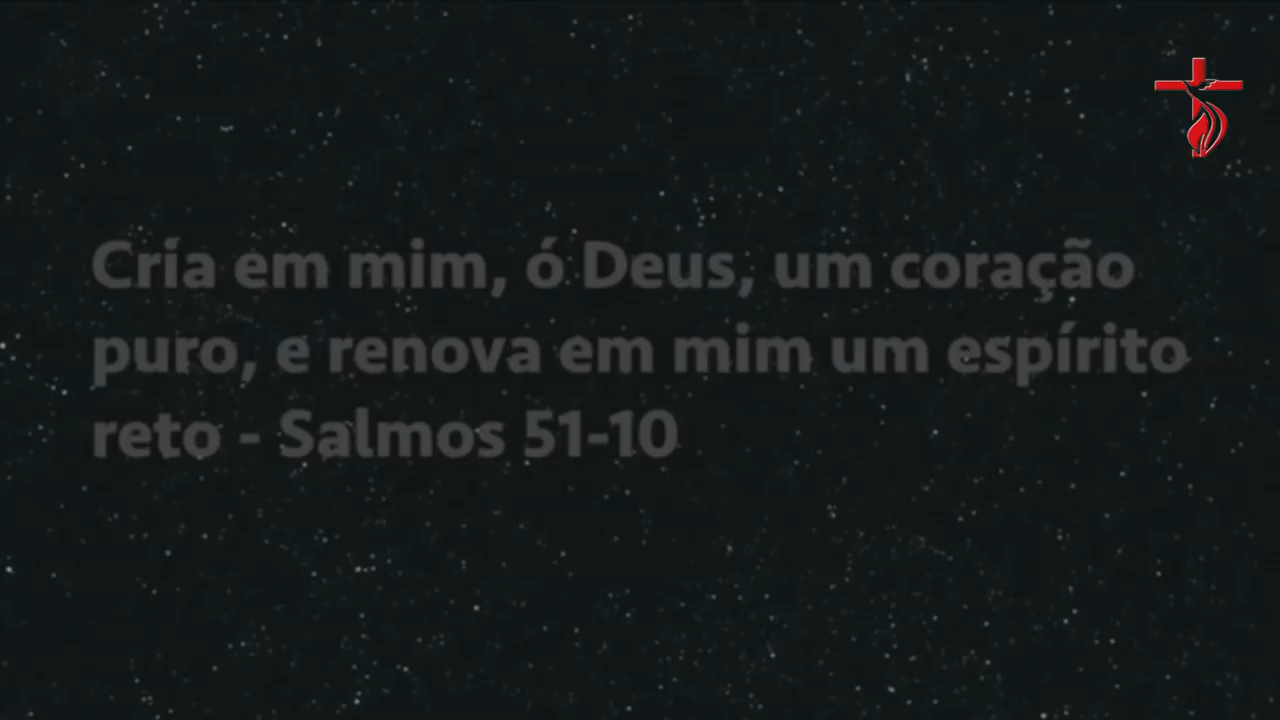 Cria em mim, ó Deus, um coração
puro, e renova em mim um espírito
reto - Salmos 51-10